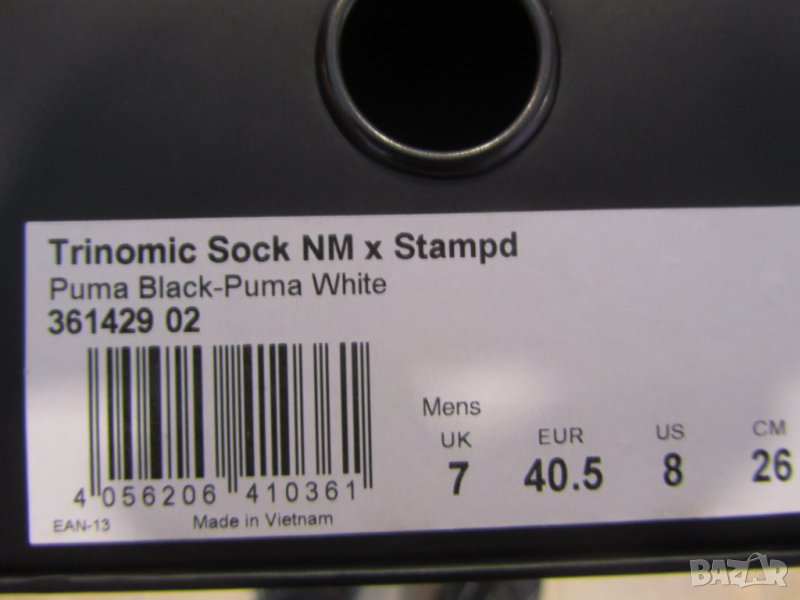 Trinomic Sock NM x Stampd
Puma Black-Puma White
361429 02
Mens
UK EUR US CM
7 40.5 8 26
4 056206 410361
EAN-13 Made in Vietnam
BAZAR